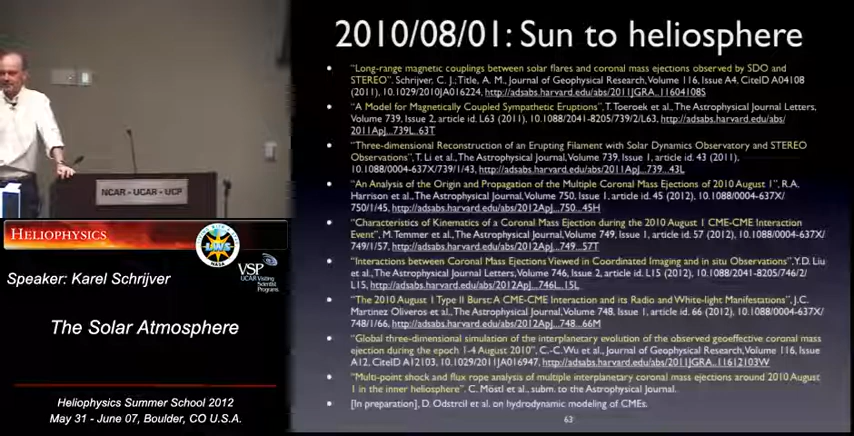 2010/08/01: Sun to heliosphere
• "Long-range magnetic couplings between solar flares and coronal mass ejections observed by SDO and
STEREO", Schrijver, C. J.; Title, A. M., Journal of Geophysical Research, Volume 116, Issue A4, CiteID A04108
(2011), 10.1029/2010JA016224, http://adsabs.harvard.edu/abs/2011JGRA..11604108S
• "A Model for Magnetically Coupled Sympathetic Eruptions", T. Toeroek et al., The Astrophysical Journal Letters,
Volume 739, Issue 2, article id. L63 (2011), 10.1088/2041-8205/739/2/L63, http://adsabs.harvard.edu/abs/
2011ApJ...739L..63T
• "Three-dimensional Reconstruction of an Erupting Filament with Solar Dynamics Observatory and STEREO
Observations", T. Li et al., The Astrophysical Journal, Volume 739, Issue 1, article id. 43 (2011),
10.1088/0004-637X/739/1/43, http://adsabs.harvard.edu/abs/2011ApJ...739...43L
• "An Analysis of the Origin and Propagation of the Multiple Coronal Mass Ejections of 2010 August 1", R.A.
Harrison et al., The Astrophysical Journal, Volume 750, Issue 1, article id. 45 (2012), 10.1088/0004-637X/
750/1/45, http://adsabs.harvard.edu/abs/2012ApJ...750...45H
• "Characteristics of Kinematics of a Coronal Mass Ejection during the 2010 August 1 CME-CME Interaction
Event", M. Temmer et al., The Astrophysical Journal, Volume 749, Issue 1, article id. 57 (2012), 10.1088/0004-637X/
749/1/57, http://adsabs.harvard.edu/abs/2012ApJ...749...57T
• "Interactions between Coronal Mass Ejections Viewed in Coordinated Imaging and in situ Observations", Y.D. Liu
et al., The Astrophysical Journal Letters, Volume 746, Issue 2, article id. L15 (2012), 10.1088/2041-8205/746/2/
L15, http://adsabs.harvard.edu/abs/2012ApJ...746L..15L
• "The 2010 August 1 Type II Burst: A CME-CME Interaction and its Radio and White-light Manifestations", J.C.
Martinez Oliveros et al., The Astrophysical Journal, Volume 748, Issue 1, article id. 66 (2012), 10.1088/0004-637X/
748/1/66, http://adsabs.harvard.edu/abs/2012ApJ...748...66M
• "Global three-dimensional simulation of the interplanetary evolution of the observed geoeffective coronal mass
ejection during the epoch 1-4 August 2010", C.-C. Wu et al., Journal of Geophysical Research, Volume 116, Issue
A12, CiteID A12103, 10.1029/2011JA016947, http://adsabs.harvard.edu/abs/2011JGRA..11612103W
• "Multi-point shock and flux rope analysis of multiple interplanetary coronal mass ejections around 2010 August
1 in the inner heliosphere", C. Möstl et al., subm. to the Astrophysical Journal.
• [In preparation], D. Odstrcil et al. on hydrodynamic modeling of CMEs.
63
NCAR - UCAR - UCP
HELIOPHYSICS
LWS
NASA
VSP
UCAR Visiting
Scientist
Programs
Speaker: Karel Schrijver
The Solar Atmosphere
Heliophysics Summer School 2012
May 31 - June 07, Boulder, CO U.S.A.